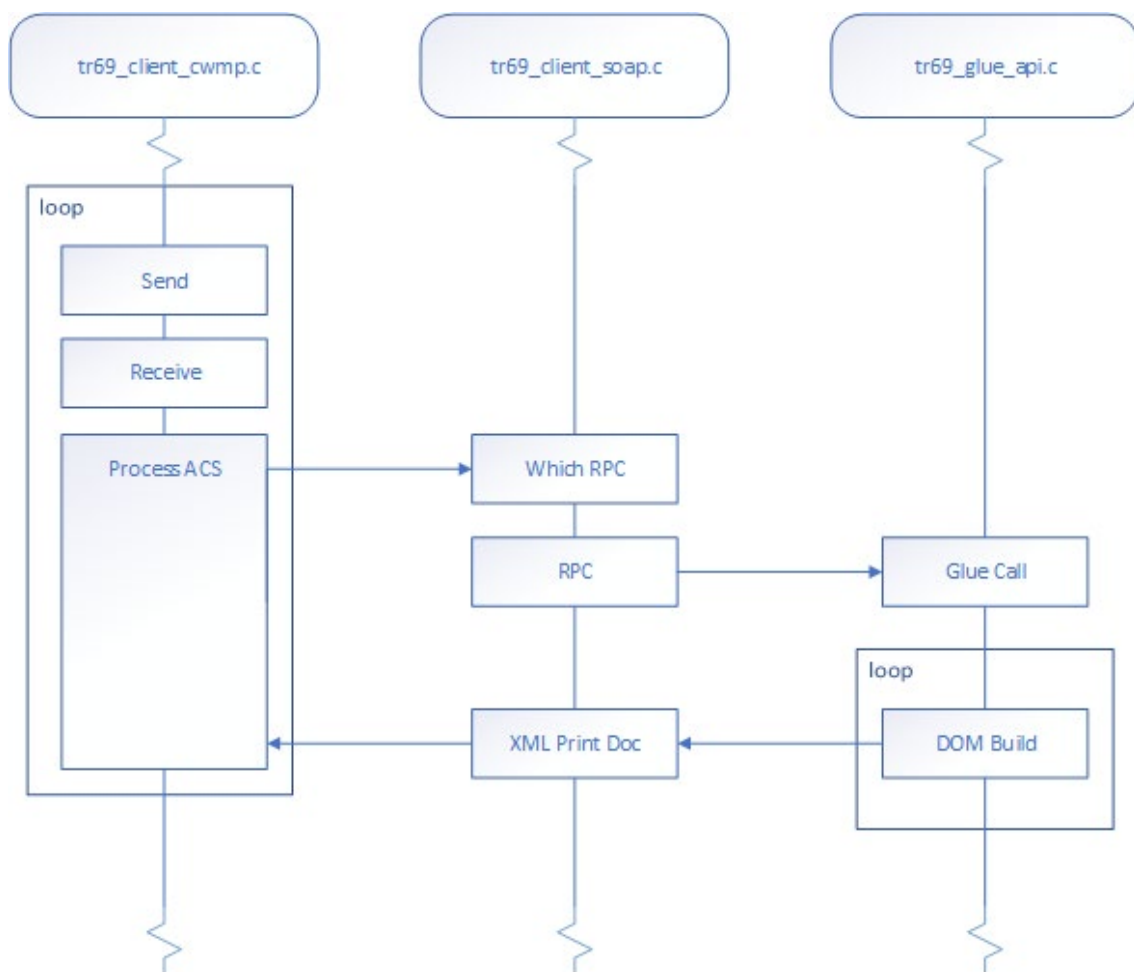 tr69_client_cwmp.c
tr69_client_soap.c
tr69_glue_api.c
loop
Send
Receive
Process ACS
Which RPC
RPC
Glue Call
loop
XML Print Doc
DOM Build